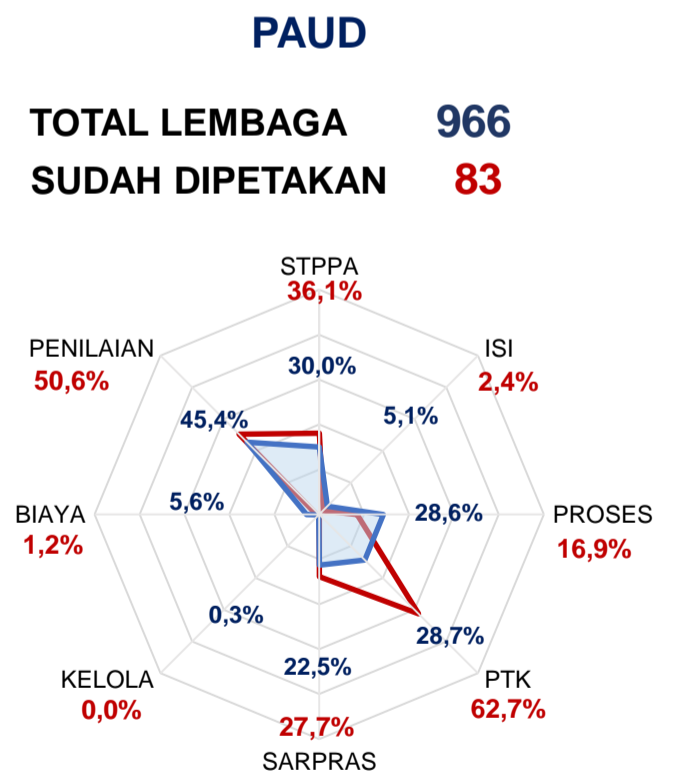 PAUD
TOTAL LEMBAGA 966
SUDAH DIPETAKAN 83
STPPA
36,1%
PENILAIAN
50,6%
ISI
2,4%
30,0%
45,4%
5,1%
BIAYA
1,2%
5,6%
28,6%
PROSES
16,9%
0,3%
28,7%
22,5%
KELOLA
0,0%
PTK
62,7%
27,7%
SARPRAS